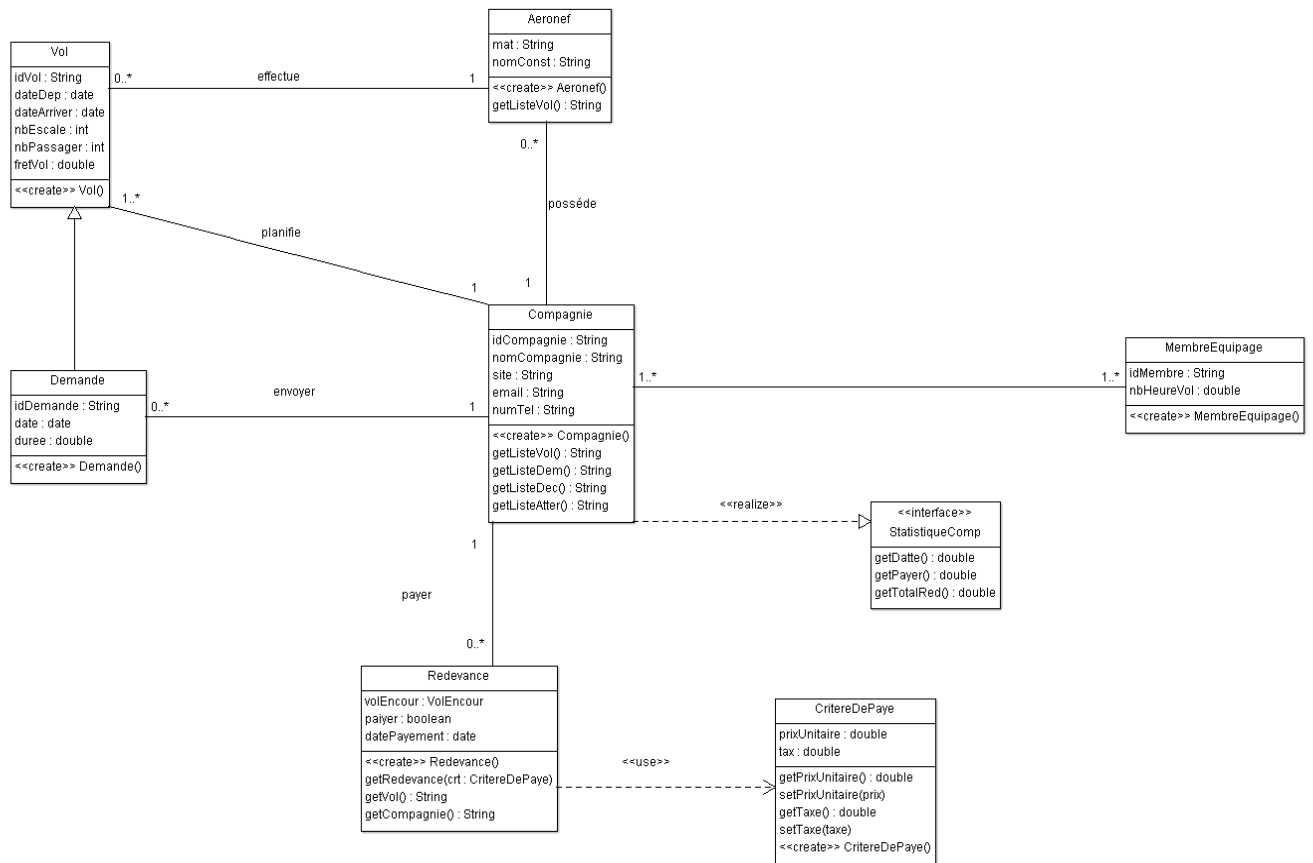 Aeronef
mat : String
nomConst : String
<<create>> Aeronef()
getListeVol() : String
Vol
idVol : String
dateDep : date
dateArriver : date
nbEscale : int
nbPassager : int
fretVol : double
<<create>> Vol()
0..*
effectue
1
0..*
posséde
1
1..*
planifie
1
Compagnie
idCompagnie : String
nomCompagnie : String
site : String
email : String
numTel : String
<<create>> Compagnie()
getListeVol() : String
getListeDem() : String
getListeDec() : String
getListeAtter() : String
MembreEquipage
idMembre : String
nbHeureVol : double
<<create>> MembreEquipage()
1..*
1..*
Demande
idDemande : String
date : date
duree : double
<<create>> Demande()
0..*
envoyer
1
<<realize>>
<<interface>>
StatistiqueComp
getDatte() : double
getPayer() : double
getTotalRed() : double
1
payer
0..*
Redevance
volEncour : VolEncour
paiyer : boolean
datePayement : date
<<create>> Redevance()
getRedevance(crt : CritereDePaye)
getVol() : String
getCompagnie() : String
<<use>>
CritereDePaye
prixUnitaire : double
tax : double
getPrixUnitaire() : double
setPrixUnitaire(prix)
getTaxe() : double
setTaxe(taxe)
<<create>> CritereDePaye()